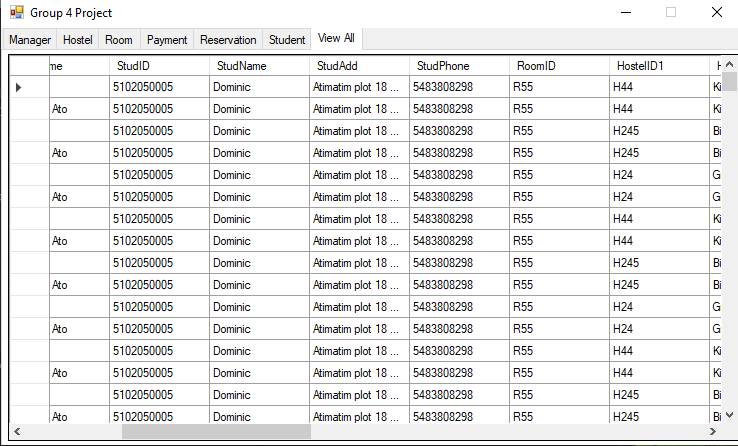 Group 4 Project
Manager Hostel Room Payment Reservation Student View All
me StudID StudName StudAdd StudPhone RoomID HostelID1 H
5102050005 Dominic Atimatim plot 18 ... 5483808298 R55 H44 Ki
Ato 5102050005 Dominic Atimatim plot 18 ... 5483808298 R55 H44 Ki
5102050005 Dominic Atimatim plot 18 ... 5483808298 R55 H245 Bi
Ato 5102050005 Dominic Atimatim plot 18 ... 5483808298 R55 H245 Bi
5102050005 Dominic Atimatim plot 18 ... 5483808298 R55 H24 G
Ato 5102050005 Dominic Atimatim plot 18 ... 5483808298 R55 H24 G
5102050005 Dominic Atimatim plot 18 ... 5483808298 R55 H44 Ki
Ato 5102050005 Dominic Atimatim plot 18 ... 5483808298 R55 H44 Ki
5102050005 Dominic Atimatim plot 18 ... 5483808298 R55 H245 Bi
Ato 5102050005 Dominic Atimatim plot 18 ... 5483808298 R55 H245 Bi
5102050005 Dominic Atimatim plot 18 ... 5483808298 R55 H24 G
Ato 5102050005 Dominic Atimatim plot 18 ... 5483808298 R55 H24 G
5102050005 Dominic Atimatim plot 18 ... 5483808298 R55 H44 Ki
Ato 5102050005 Dominic Atimatim plot 18 ... 5483808298 R55 H44 Ki
5102050005 Dominic Atimatim plot 18 ... 5483808298 R55 H245 Bi
Ato 5102050005 Dominic Atimatim plot 18 ... 5483808298 R55 H245 Bi